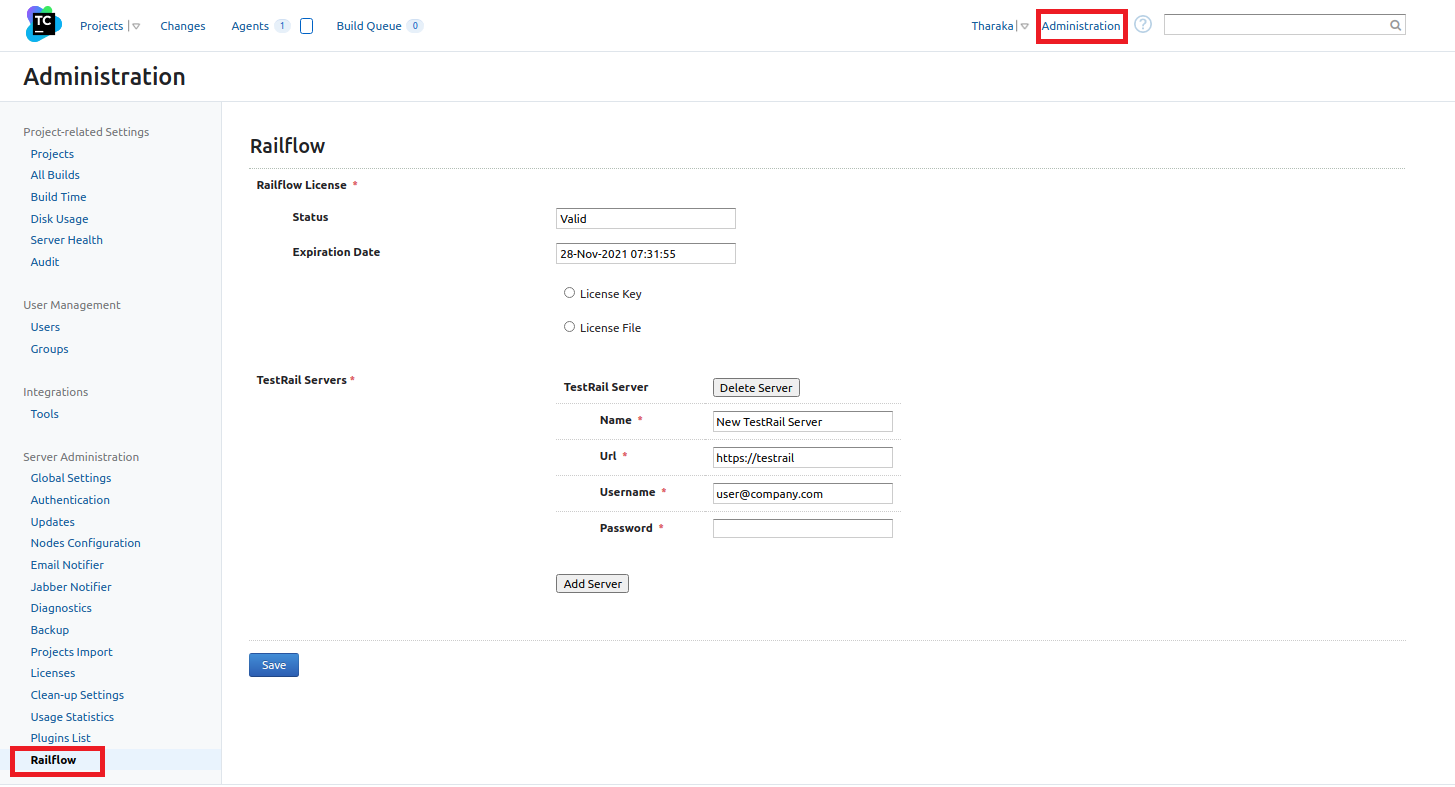 TC Projects Changes Agents 1 Build Queue 0 Tharaka Administration ?
Administration
Project-related Settings
Projects
All Builds
Build Time
Disk Usage
Server Health
Audit
User Management
Users
Groups
Integrations
Tools
Server Administration
Global Settings
Authentication
Updates
Nodes Configuration
Email Notifier
Jabber Notifier
Diagnostics
Backup
Projects Import
Licenses
Clean-up Settings
Usage Statistics
Plugins List
Railflow
Railflow
Railflow License *
Status Valid
Expiration Date 28-Nov-2021 07:31:55
License Key
License File
TestRail Servers *
TestRail Server Delete Server
Name * New TestRail Server
Url * https://testrail
Username * user@company.com
Password *
Add Server
Save